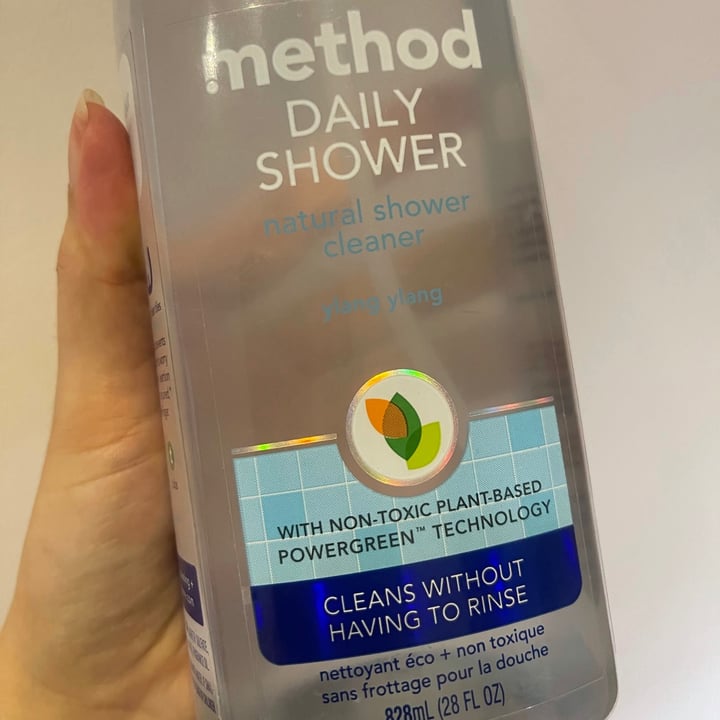 method
DAILY
SHOWER
natural shower
cleaner
ylang ylang
WITH NON-TOXIC PLANT-BASED
POWERGREEN™ TECHNOLOGY
CLEANS WITHOUT
HAVING TO RINSE
nettoyant éco + non toxique
sans frottage pour la douche
828mL (28 FL OZ)